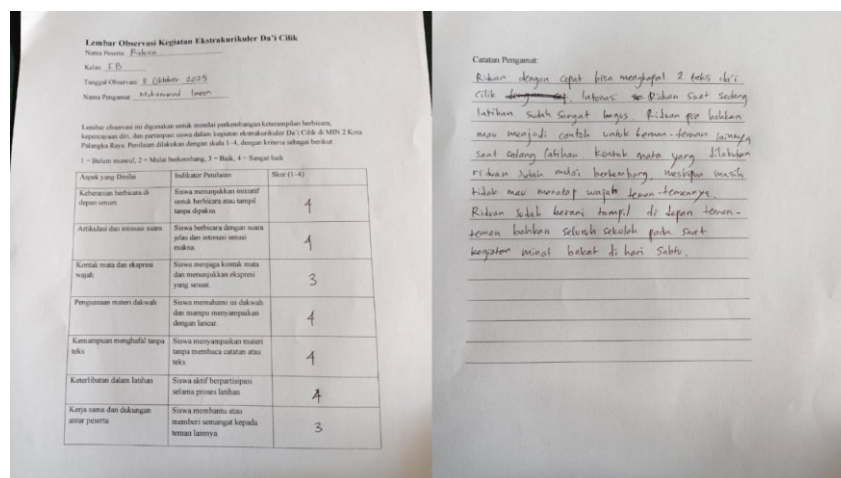 Lembar Observasi Kegiatan Ekstrakurikuler Da'i Cilik
Nama Peserta: Riduan
Kelas: 5 B
Tanggal Observasi: 8 Oktober 2025
Nama Pengamat: Muhammad Imron
Lembar observasi ini digunakan untuk menilai perkembangan keterampilan berbicara,
kepercayaan diri, dan partisipasi siswa dalam kegiatan ekstrakurikuler Da'i Cilik di MIN 2 Kota
Palangka Raya. Penilaian dilakukan dengan skala 1–4, dengan kriteria sebagai berikut:
1 = Belum muncul, 2 = Mulai berkembang, 3 = Baik, 4 = Sangat baik
Aspek yang Dinilai Indikator Penilaian Skor (1-4)
Keberanian berbicara di Siswa menunjukkan inisiatif
depan umum untuk berbicara atau tampil 4
tanpa dipaksa.
Artikulasi dan intonasi suara Siswa berbicara dengan suara
jelas dan intonasi sesuai 4
makna.
Kontak mata dan ekspresi Siswa menjaga kontak mata
wajah dan menunjukkan ekspresi 3
yang sesuai.
Penguasaan materi dakwah Siswa memahami isi dakwah
dan mampu menyampaikan 4
dengan lancar.
Kemampuan menghafal tanpa Siswa menyampaikan materi
teks tanpa membaca catatan atau 4
teks.
Keterlibatan dalam latihan Siswa aktif berpartisipasi
selama proses latihan. 4
Kerja sama dan dukungan Siswa membantu atau
antar peserta memberi semangat kepada 3
teman lainnya.
Catatan Pengamat:
Riduan dengan cepat bisa menghapal 2 teks da'i
cilik. Intonasi Riduan saat sedang
latihan sudah sangat bagus. Riduan bahkan
mau menjadi contoh untuk teman-teman lainnya
saat sedang latihan. Kontak mata yang dilakukan
riduan sudah mulai berkembang, meskipun masih
tidak mau menatap wajah teman-temannya.
Riduan sudah berani tampil di depan teman-
teman bahkan seluruh sekolah pada saat
kegiatan minat bakat di hari Sabtu.